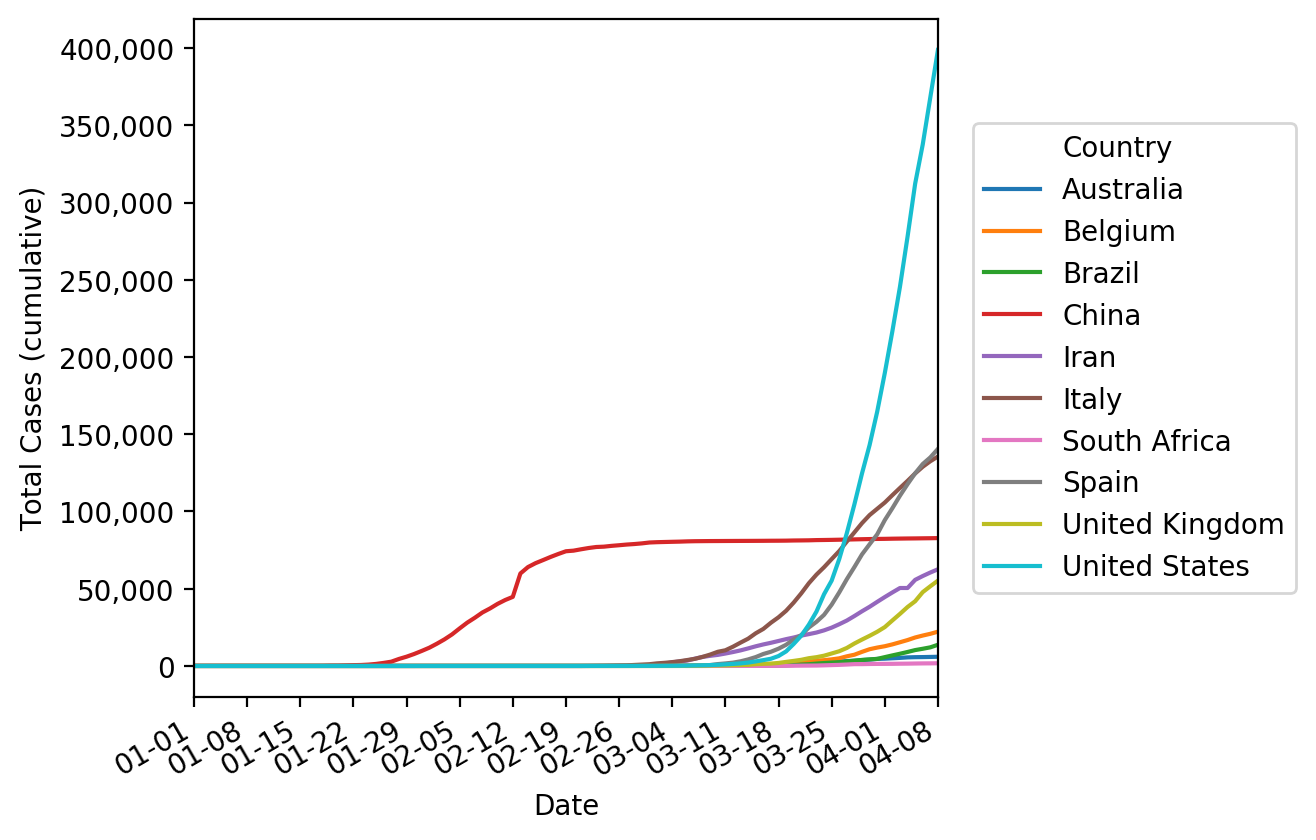 400,000
350,000
300,000
250,000
200,000
150,000
100,000
50,000
0
Total Cases (cumulative)
01-01
01-08
01-15
01-22
01-29
02-05
02-12
02-19
02-26
03-04
03-11
03-18
03-25
04-01
04-08
Date
Country
Australia
Belgium
Brazil
China
Iran
Italy
South Africa
Spain
United Kingdom
United States